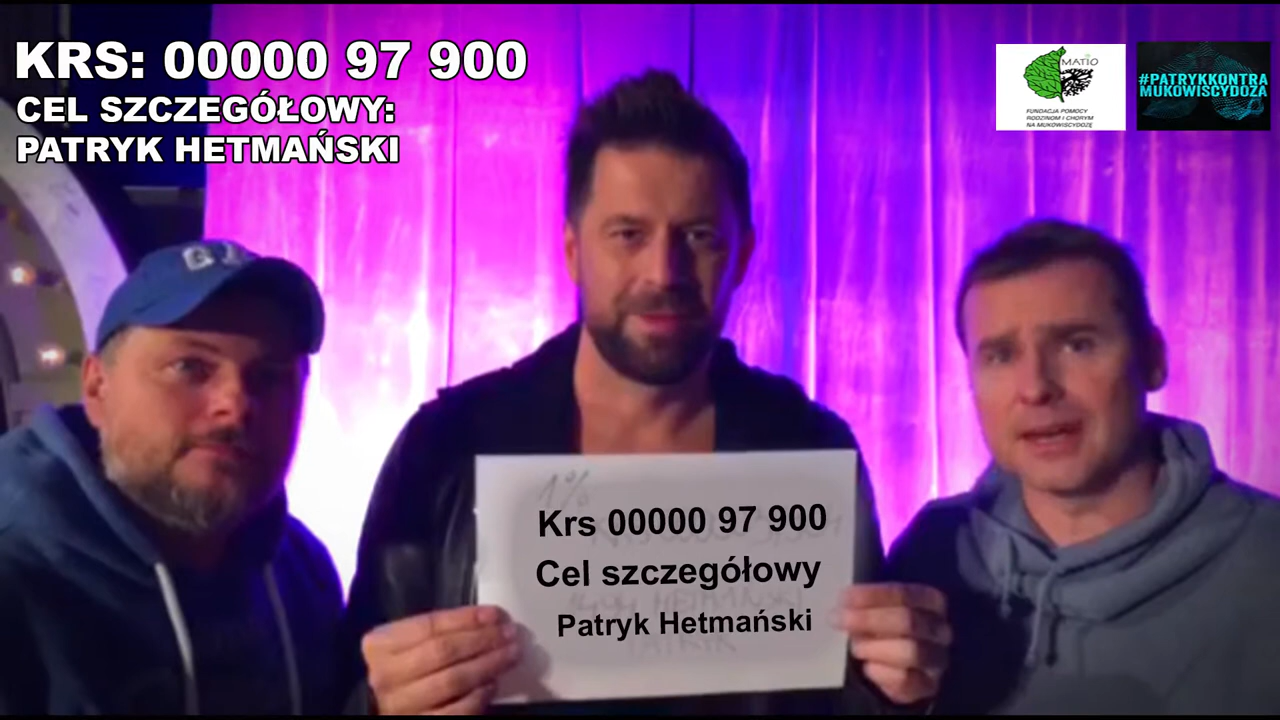 KRS: 00000 97 900
CEL SZCZEGÓŁOWY:
PATRYK HETMAŃSKI
MATIO
FUNDACJA POMOCY
RODZINOM I CHORYM
NA MUKOWISCYDOZĘ
#PATRYKKONTRA
MUKOWISCYDOZA
1%
Krs 00000 97 900
Cel szczegółowy
Patryk Hetmański